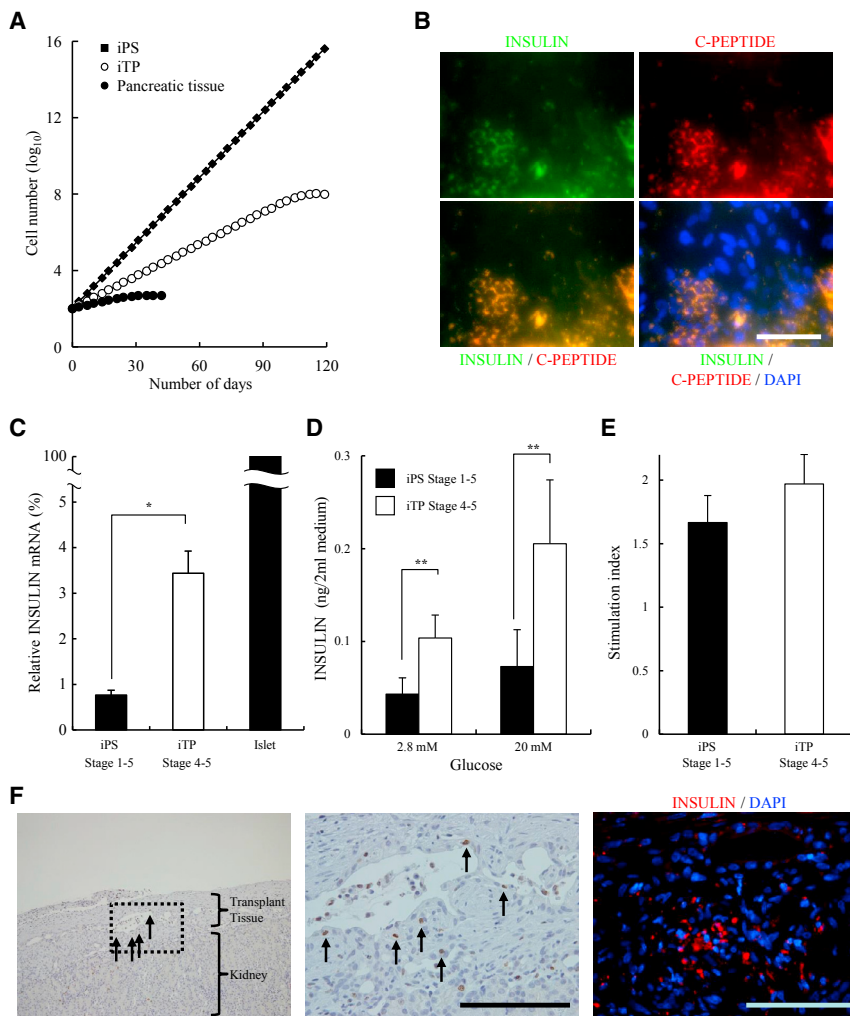 A
16
12
8
4
0
Cell number (log10)
iPS
iTP
Pancreatic tissue
0
30
60
90
120
Number of days
B
INSULIN
C-PEPTIDE
INSULIN / C-PEPTIDE
INSULIN /
C-PEPTIDE / DAPI
C
Relative INSULIN mRNA (%)
100
5
4
3
2
1
0
*
iPS
Stage 1-5
iTP
Stage 4-5
Islet
D
INSULIN (ng/2ml medium)
0.3
0.2
0.1
0
iPS Stage 1-5
iTP Stage 4-5
**
**
2.8 mM
20 mM
Glucose
E
Stimulation index
2
1.5
1
0.5
0
iPS
Stage 1-5
iTP
Stage 4-5
F
Transplant
Tissue
Kidney
INSULIN / DAPI